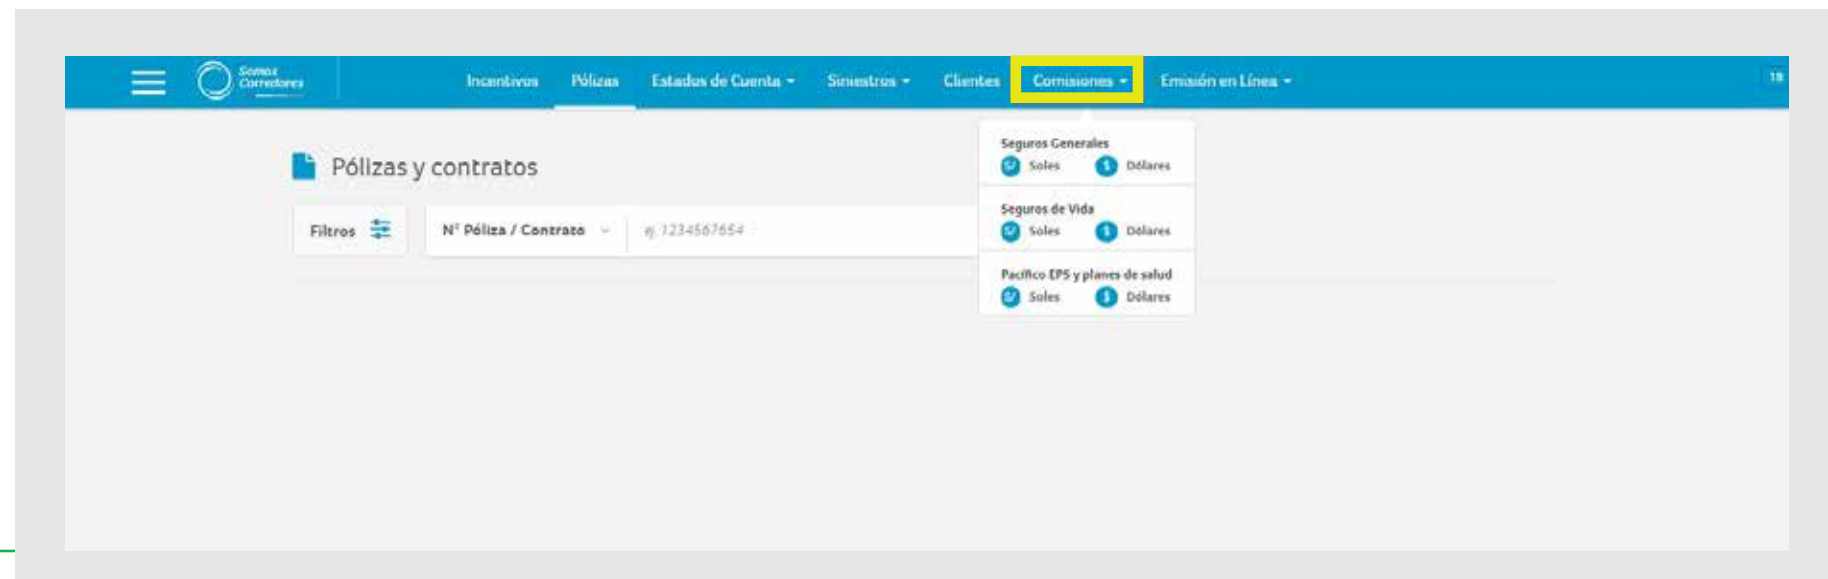 Somos
Corredores
Incentivos Pólizas Estados de Cuenta Siniestros Clientes Comisiones Emisión en Línea 18
Seguros Generales
S/ Soles $ Dólares
Pólizas y contratos
Seguros de Vida
Filtros N° Póliza / Contrato ej. 1234567654
S/ Soles $ Dólares
Pacífico EPS y planes de salud
S/ Soles $ Dólares